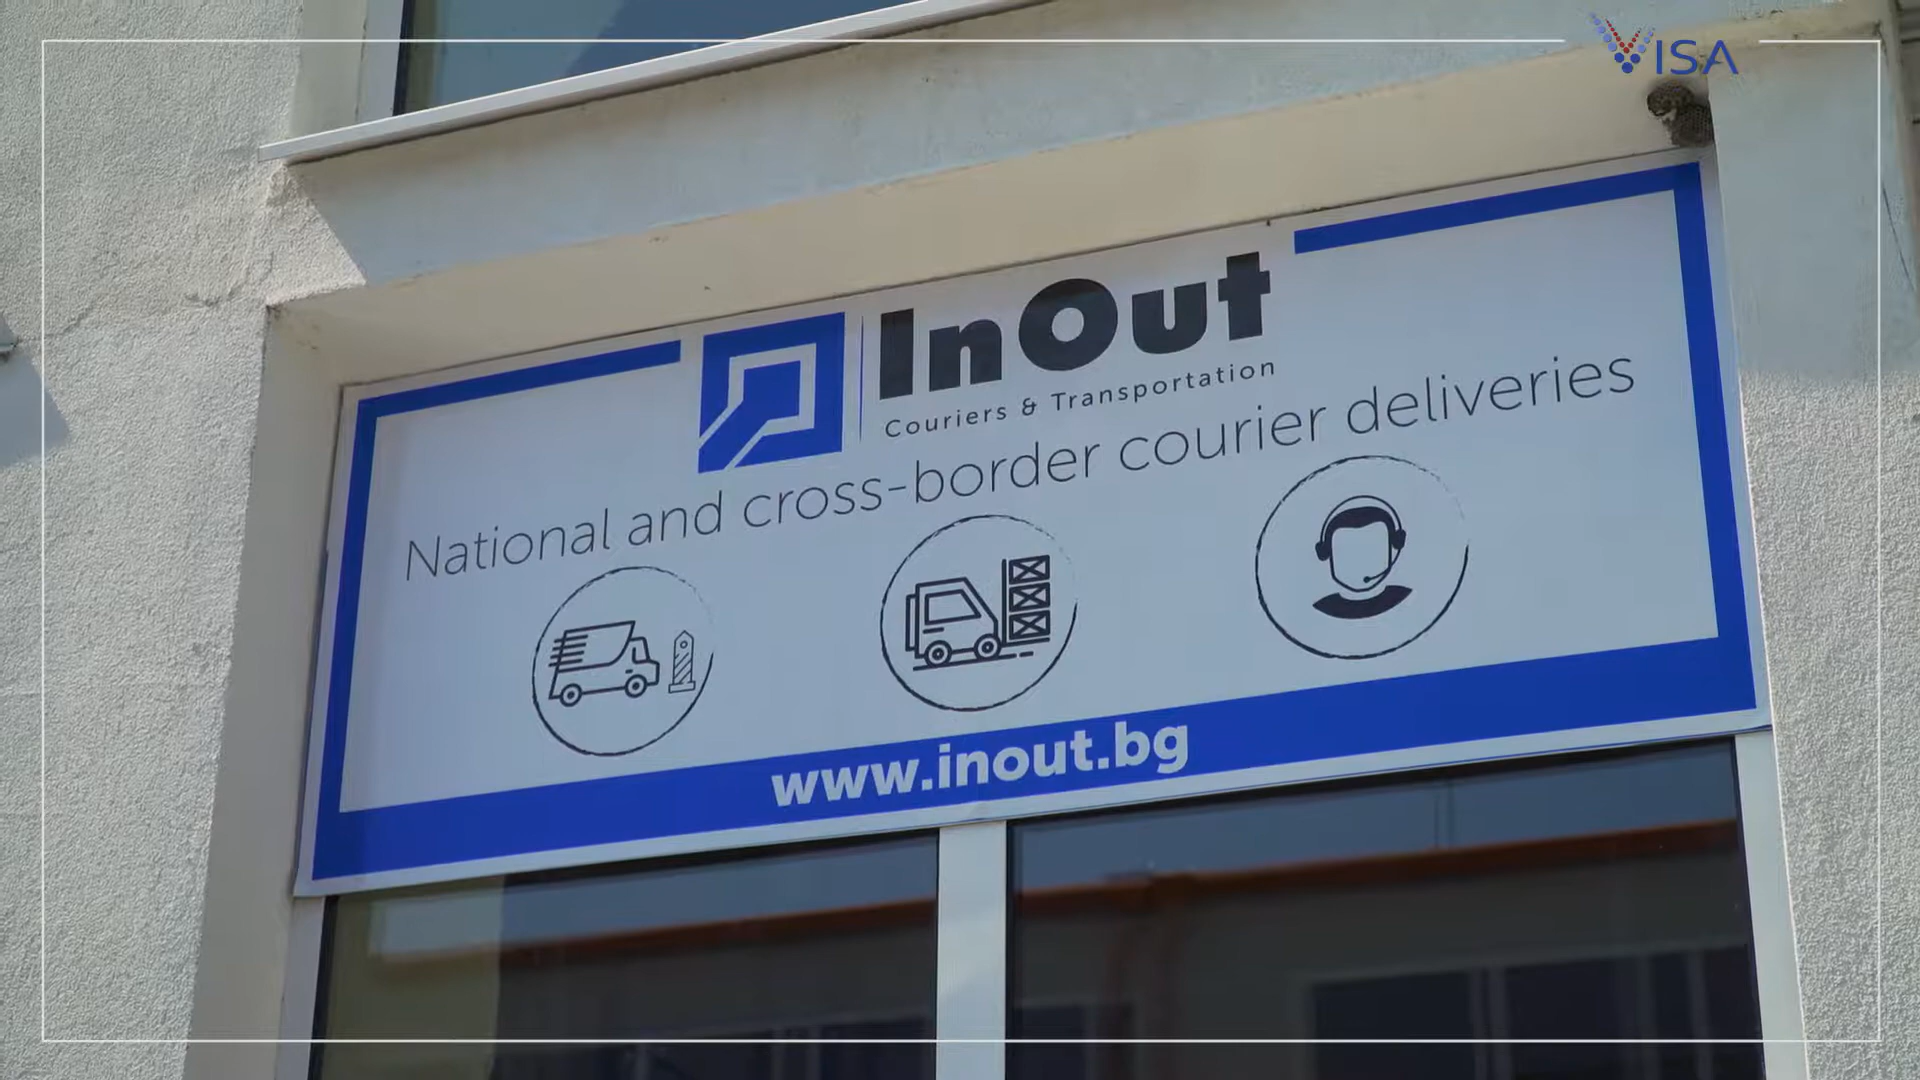 VISA
InOut
Couriers & Transportation
National and cross-border courier deliveries
www.inout.bg